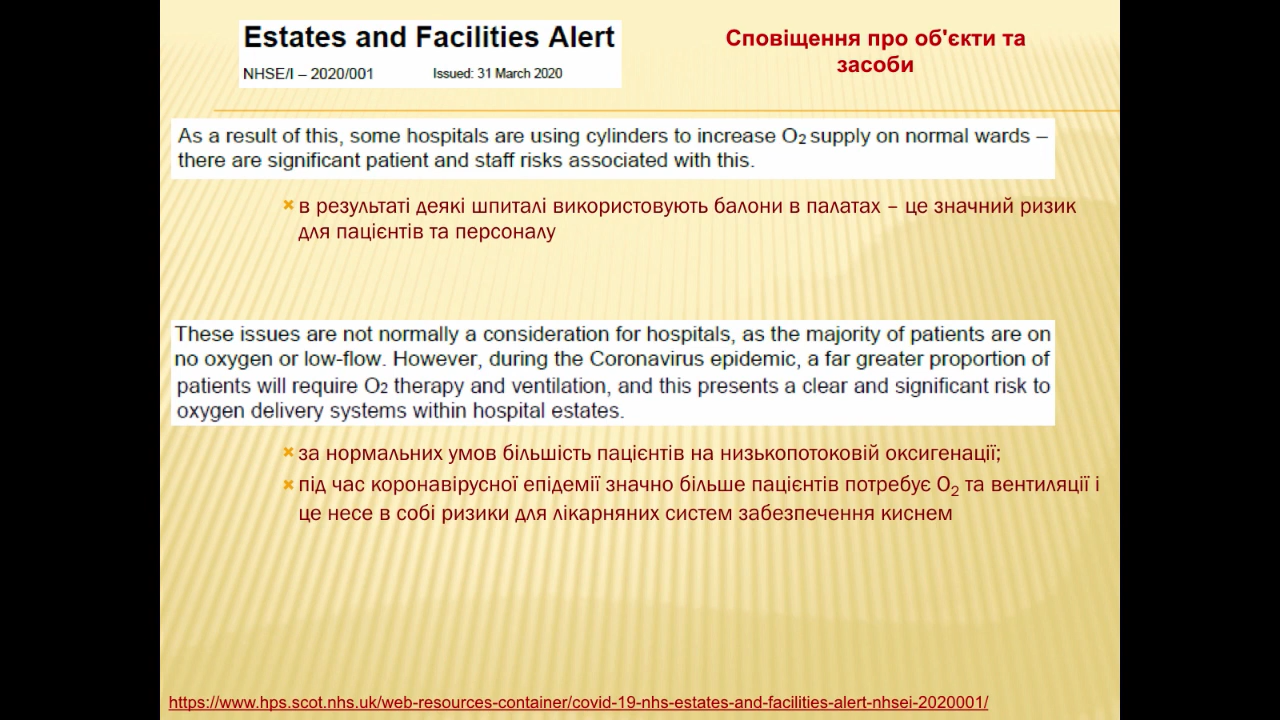 Estates and Facilities Alert
NHSE/I – 2020/001 Issued: 31 March 2020
Сповіщення про об'єкти та
засоби
As a result of this, some hospitals are using cylinders to increase O₂ supply on normal wards –
there are significant patient and staff risks associated with this.
в результаті деякі шпиталі використовують балони в палатах – це значний ризик
для пацієнтів та персоналу
These issues are not normally a consideration for hospitals, as the majority of patients are on
no oxygen or low-flow. However, during the Coronavirus epidemic, a far greater proportion of
patients will require O₂ therapy and ventilation, and this presents a clear and significant risk to
oxygen delivery systems within hospital estates.
за нормальних умов більшість пацієнтів на низькопотоковій оксигенації;
під час коронавірусної епідемії значно більше пацієнтів потребує O₂ та вентиляції і
це несе в собі ризики для лікарняних систем забезпечення киснем
https://www.hps.scot.nhs.uk/web-resources-container/covid-19-nhs-estates-and-facilities-alert-nhsei-2020001/